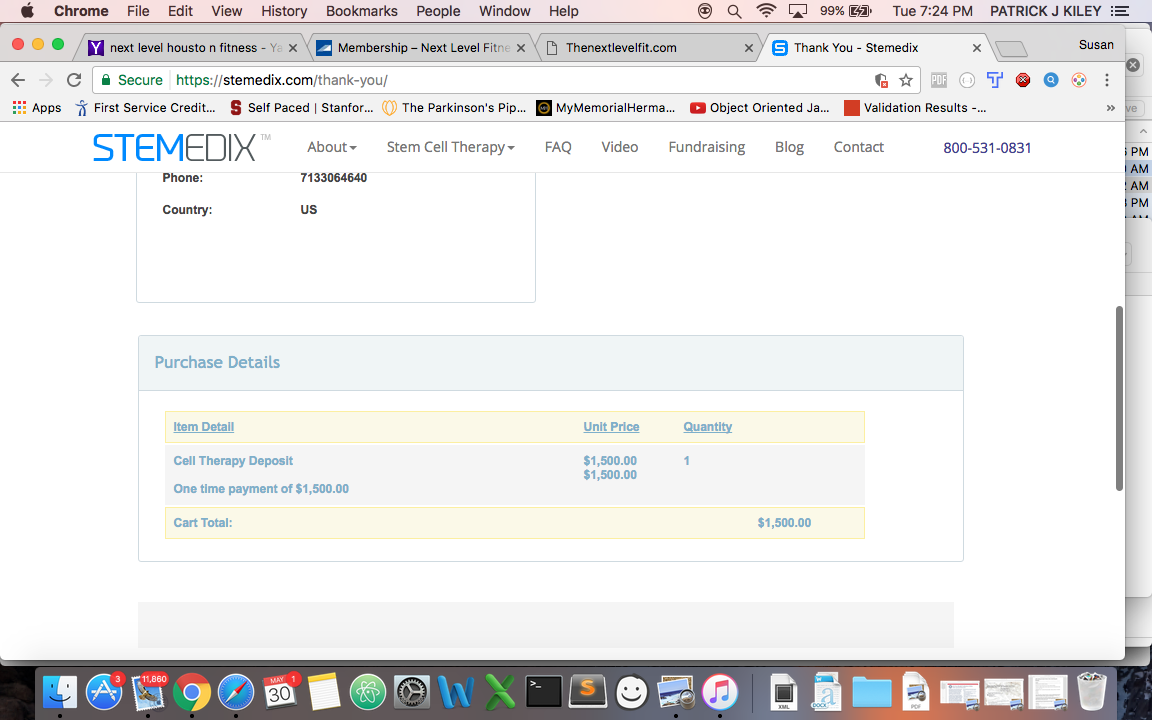 Chrome File Edit View History Bookmarks People Window Help 99% Tue 7:24 PM PATRICK J KILEY
next level housto n fitness - Ya Membership – Next Level Fitne Thenextlevelfit.com Thank You - Stemedix Susan
Secure https://stemedix.com/thank-you/
Apps First Service Credit... Self Paced | Stanfor... The Parkinson's Pip... MyMemorialHerma... Object Oriented Ja... Validation Results -... »
STEMEDIX™ About Stem Cell Therapy FAQ Video Fundraising Blog Contact 800-531-0831
Phone: 7133064640
Country: US
Purchase Details
Item Detail Unit Price Quantity
Cell Therapy Deposit $1,500.00 1
$1,500.00
One time payment of $1,500.00
Cart Total: $1,500.00
3 11,860 MAY 1 30
XML DOCX PDF